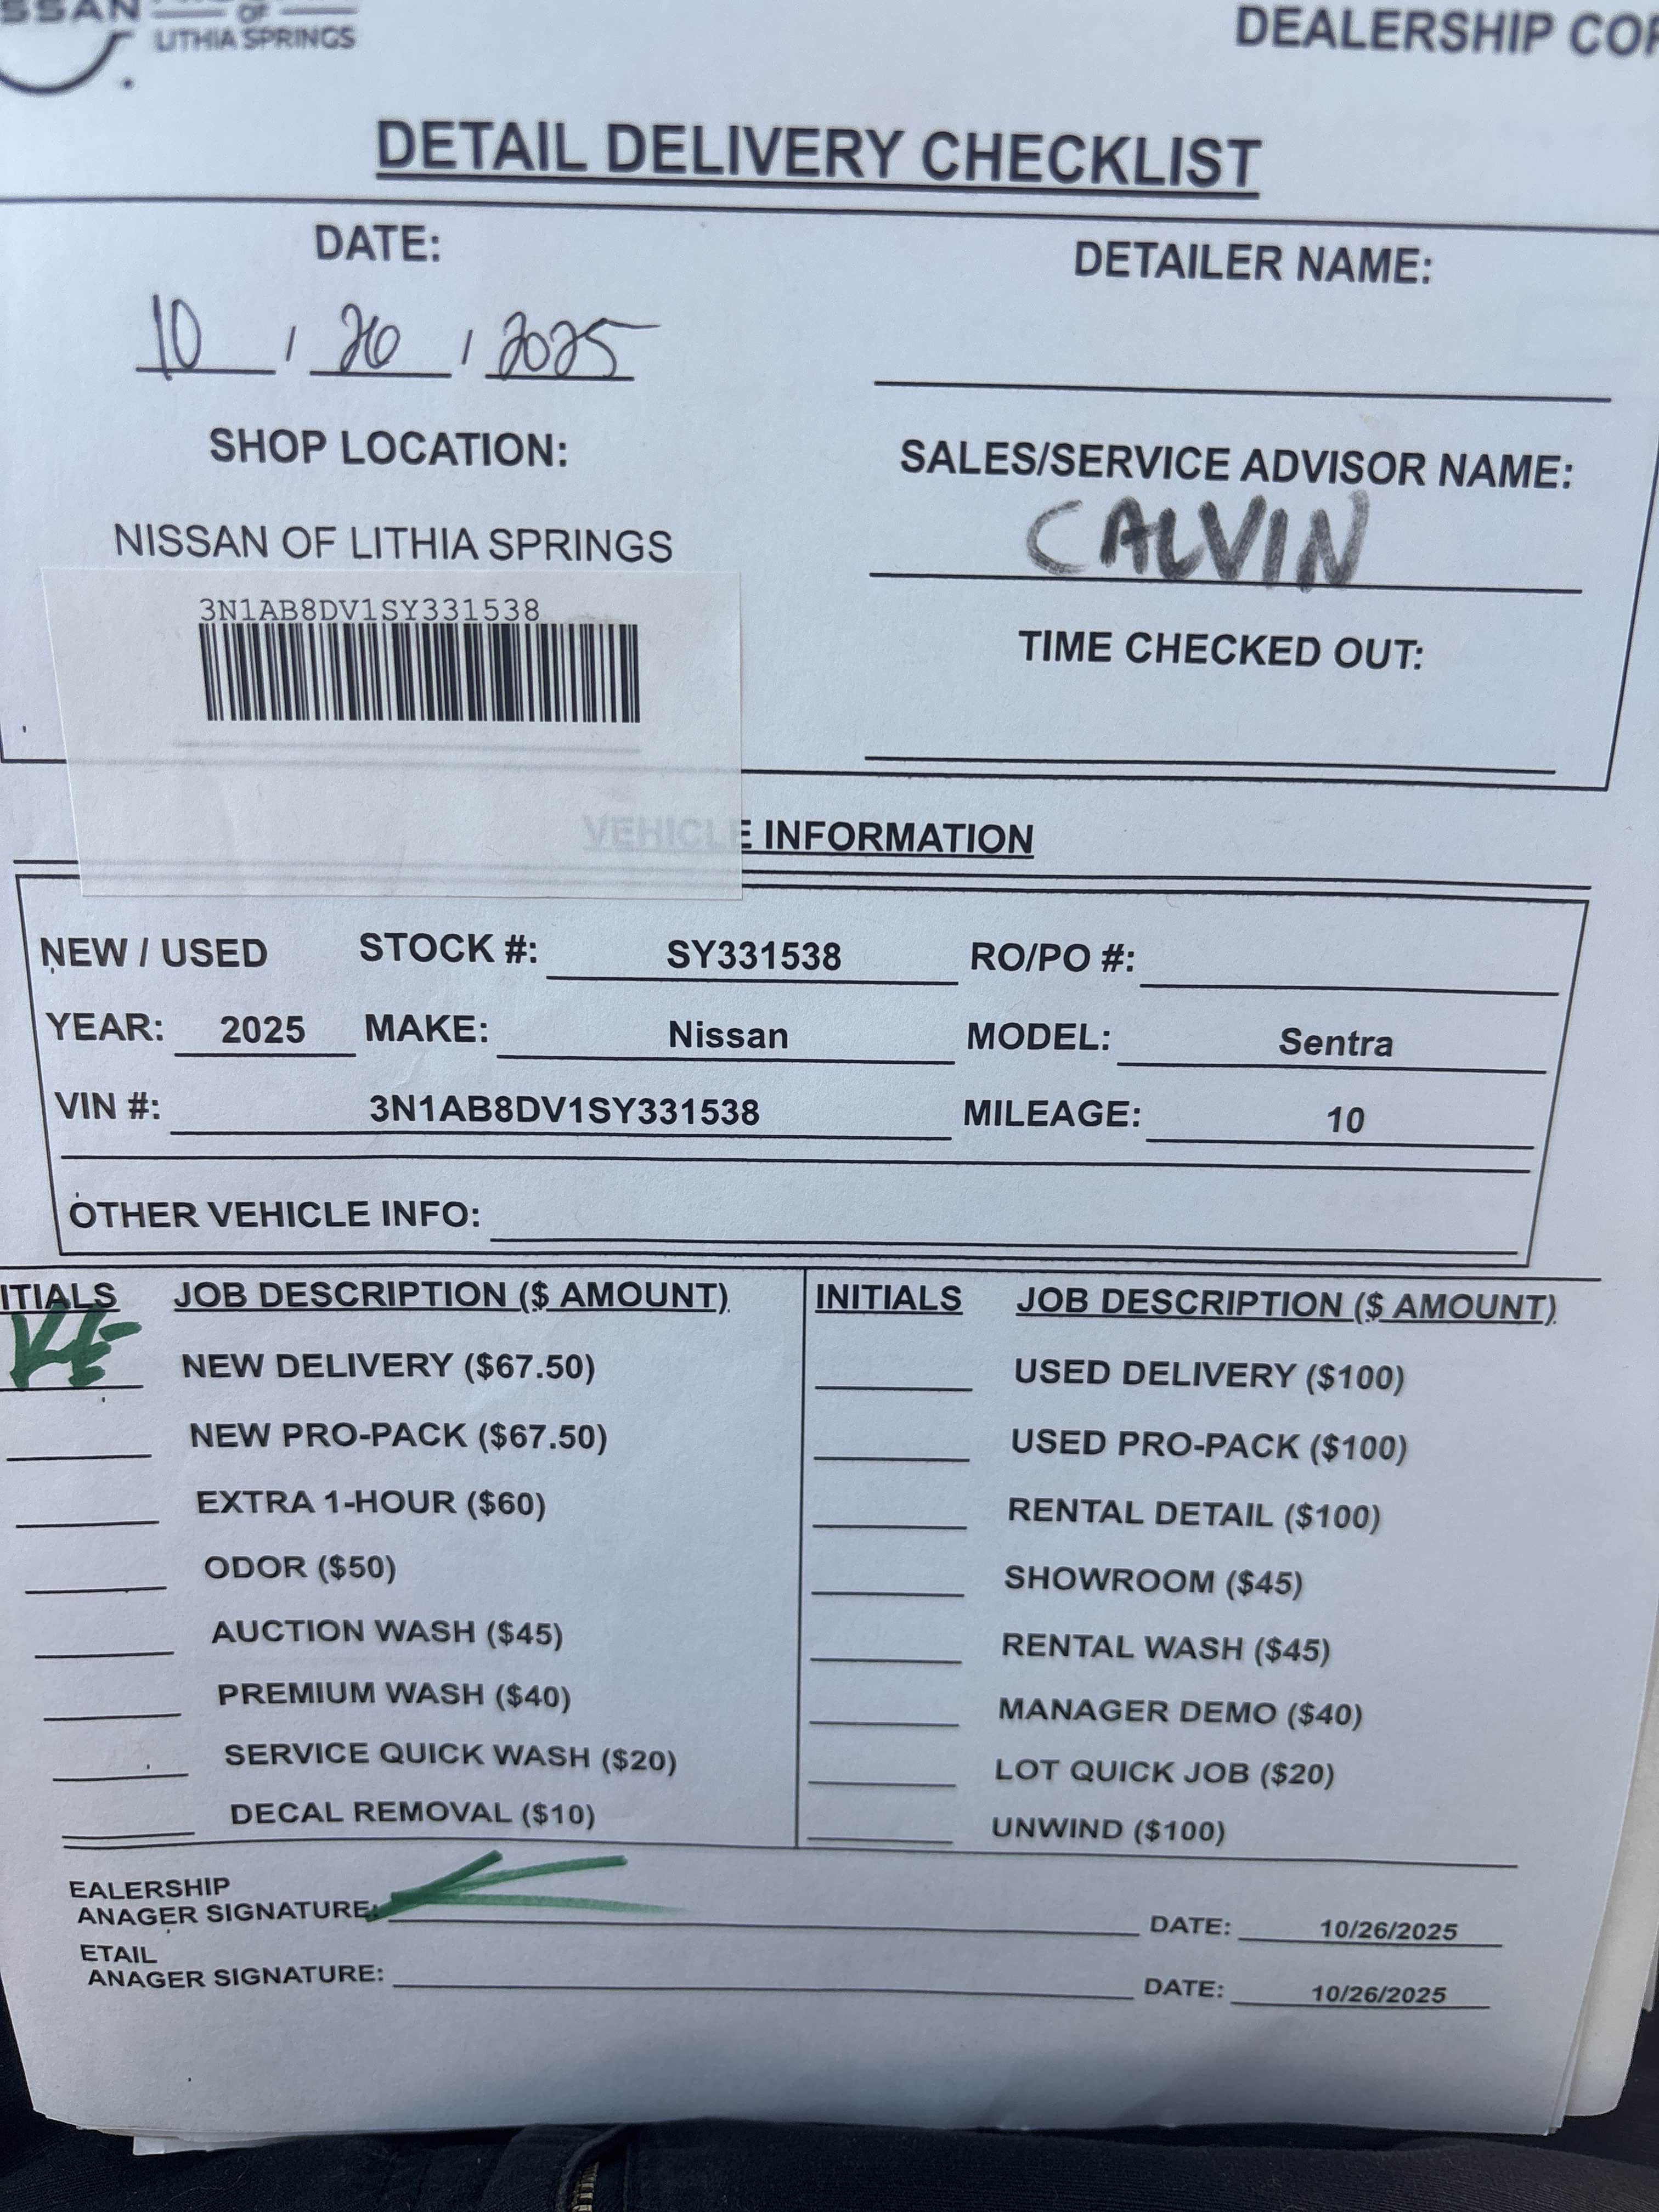 SSAN OF
LITHIA SPRINGS
DEALERSHIP COP
DETAIL DELIVERY CHECKLIST
DATE: DETAILER NAME:
10 / 26 / 2025
SHOP LOCATION: SALES/SERVICE ADVISOR NAME:
NISSAN OF LITHIA SPRINGS CALVIN
3N1AB8DV1SY331538
TIME CHECKED OUT:
VEHICLE INFORMATION
NEW / USED STOCK #: SY331538 RO/PO #:
YEAR: 2025 MAKE: Nissan MODEL: Sentra
VIN #: 3N1AB8DV1SY331538 MILEAGE: 10
OTHER VEHICLE INFO:
ITIALS JOB DESCRIPTION ($ AMOUNT) INITIALS JOB DESCRIPTION ($ AMOUNT)
KE NEW DELIVERY ($67.50) USED DELIVERY ($100)
NEW PRO-PACK ($67.50) USED PRO-PACK ($100)
EXTRA 1-HOUR ($60) RENTAL DETAIL ($100)
ODOR ($50) SHOWROOM ($45)
AUCTION WASH ($45) RENTAL WASH ($45)
PREMIUM WASH ($40) MANAGER DEMO ($40)
SERVICE QUICK WASH ($20) LOT QUICK JOB ($20)
DECAL REMOVAL ($10) UNWIND ($100)
EALERSHIP
ANAGER SIGNATURE: DATE: 10/26/2025
ETAIL
ANAGER SIGNATURE: DATE: 10/26/2025